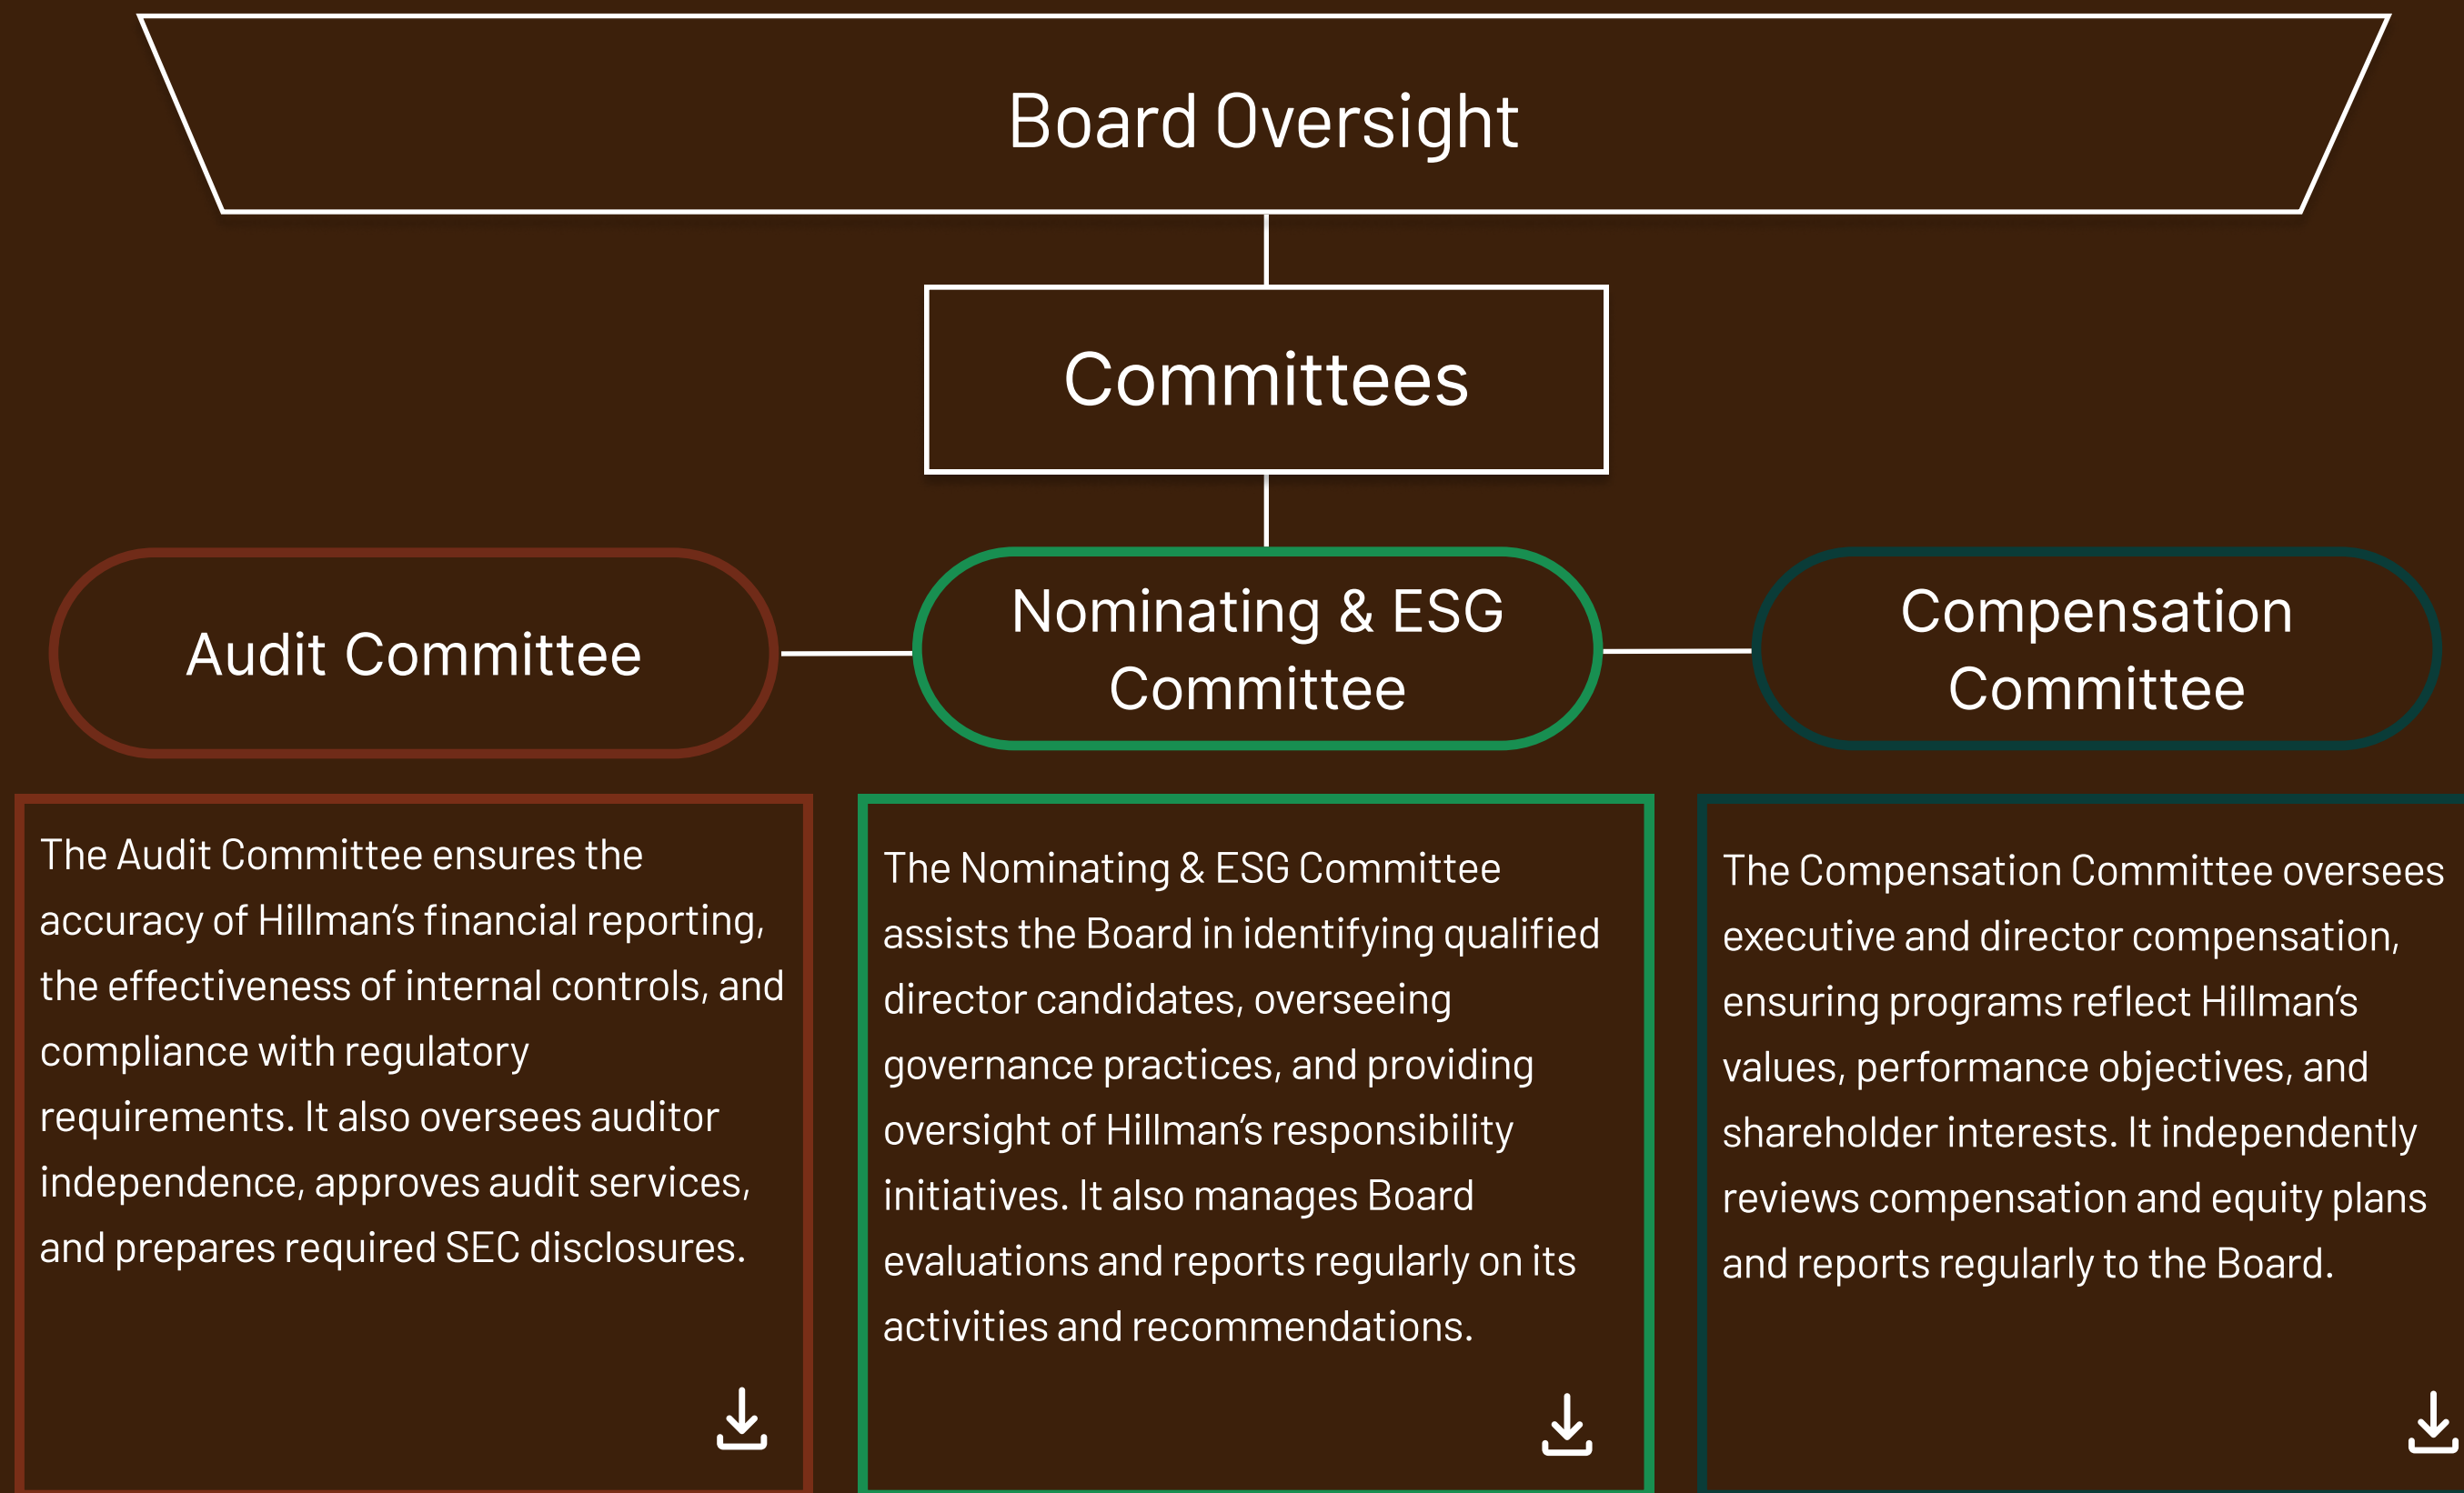 Board Oversight
Committees
Audit Committee
Nominating & ESG
Committee
Compensation
Committee
The Audit Committee ensures the
accuracy of Hillman’s financial reporting,
the effectiveness of internal controls, and
compliance with regulatory
requirements. It also oversees auditor
independence, approves audit services,
and prepares required SEC disclosures.
The Nominating & ESG Committee
assists the Board in identifying qualified
director candidates, overseeing
governance practices, and providing
oversight of Hillman’s responsibility
initiatives. It also manages Board
evaluations and reports regularly on its
activities and recommendations.
The Compensation Committee oversees
executive and director compensation,
ensuring programs reflect Hillman’s
values, performance objectives, and
shareholder interests. It independently
reviews compensation and equity plans
and reports regularly to the Board.